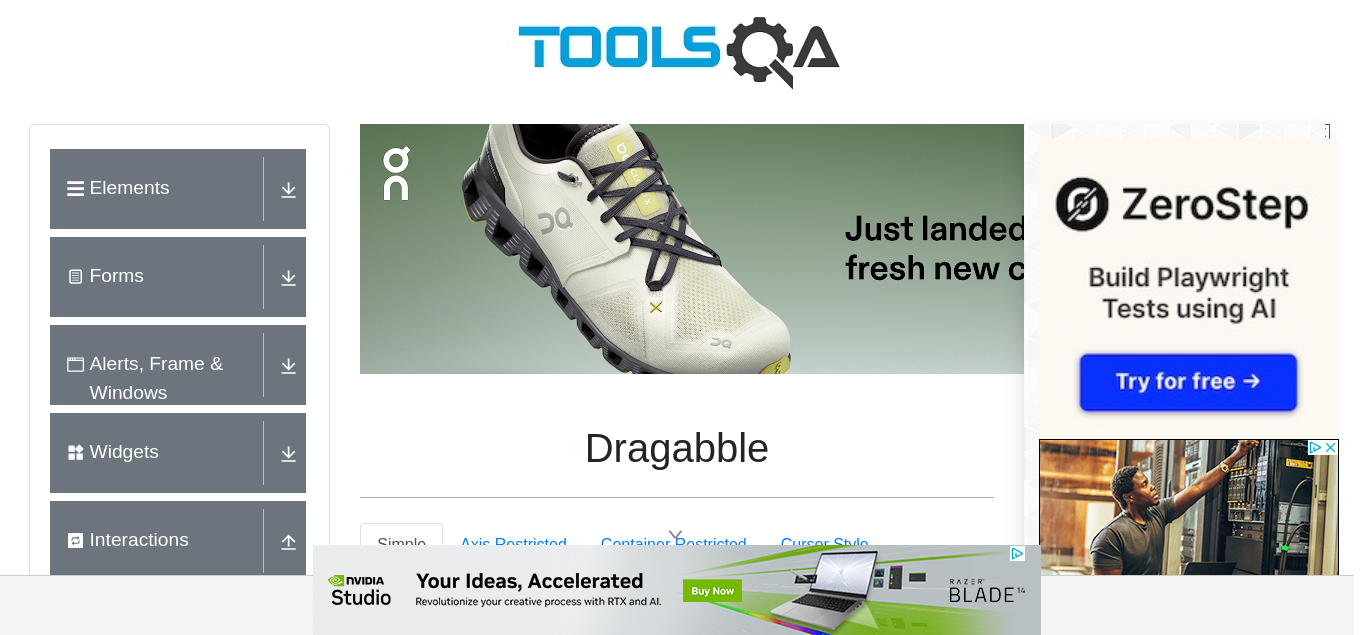 TOOLSQA
Elements
Forms
Alerts, Frame &
Windows
Widgets
Interactions
on
Just landed
fresh new c
Dragabble
Simple
Axis Restricted
Container Restricted
Cursor Style
ZeroStep
Build Playwright
Tests using AI
Try for free →
NVIDIA
Studio
Your Ideas, Accelerated
Revolutionize your creative process with RTX and AI.
Buy Now
RAZER
BLADE 14